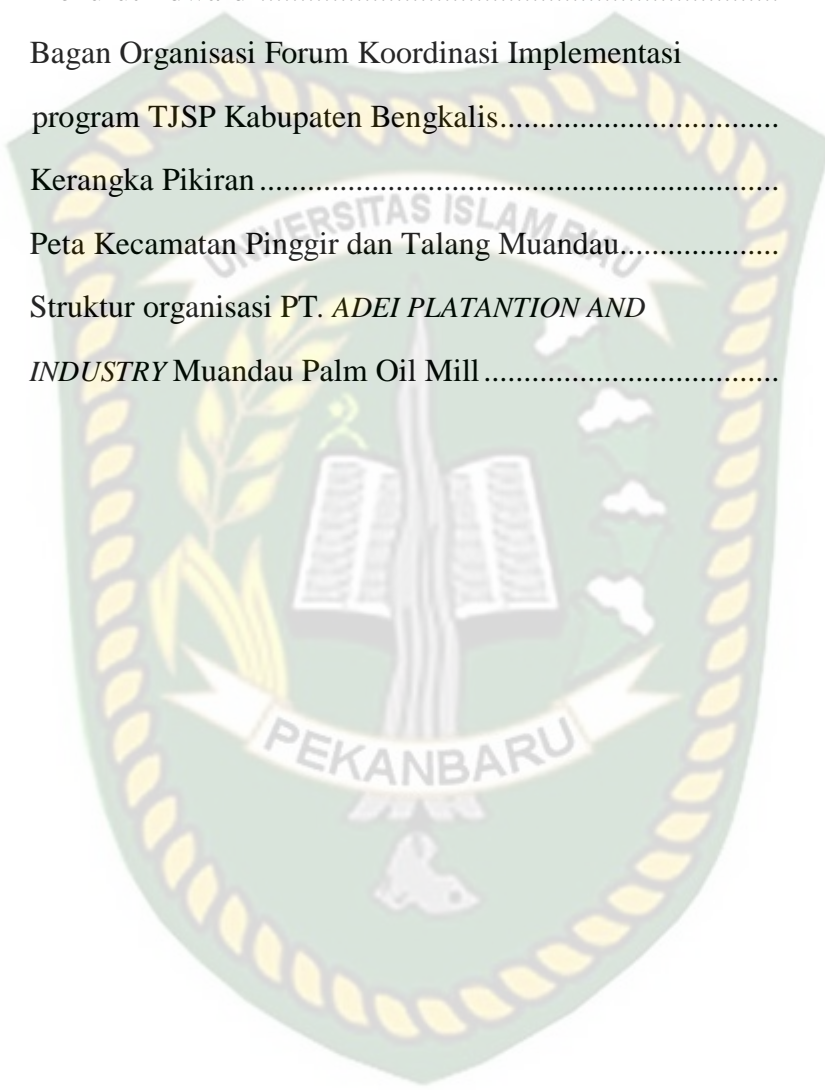 Bagan Organisasi Forum Koordinasi Implementasi
program TJSP Kabupaten Bengkalis...................................
Kerangka Pikiran.................................................................
Peta Kecamatan Pinggir dan Talang Muandau....................
UNIVERSITAS ISLAM RIAU
Struktur organisasi PT. ADEI PLATANTION AND
INDUSTRY Muandau Palm Oil Mill.....................................
PEKANBARU